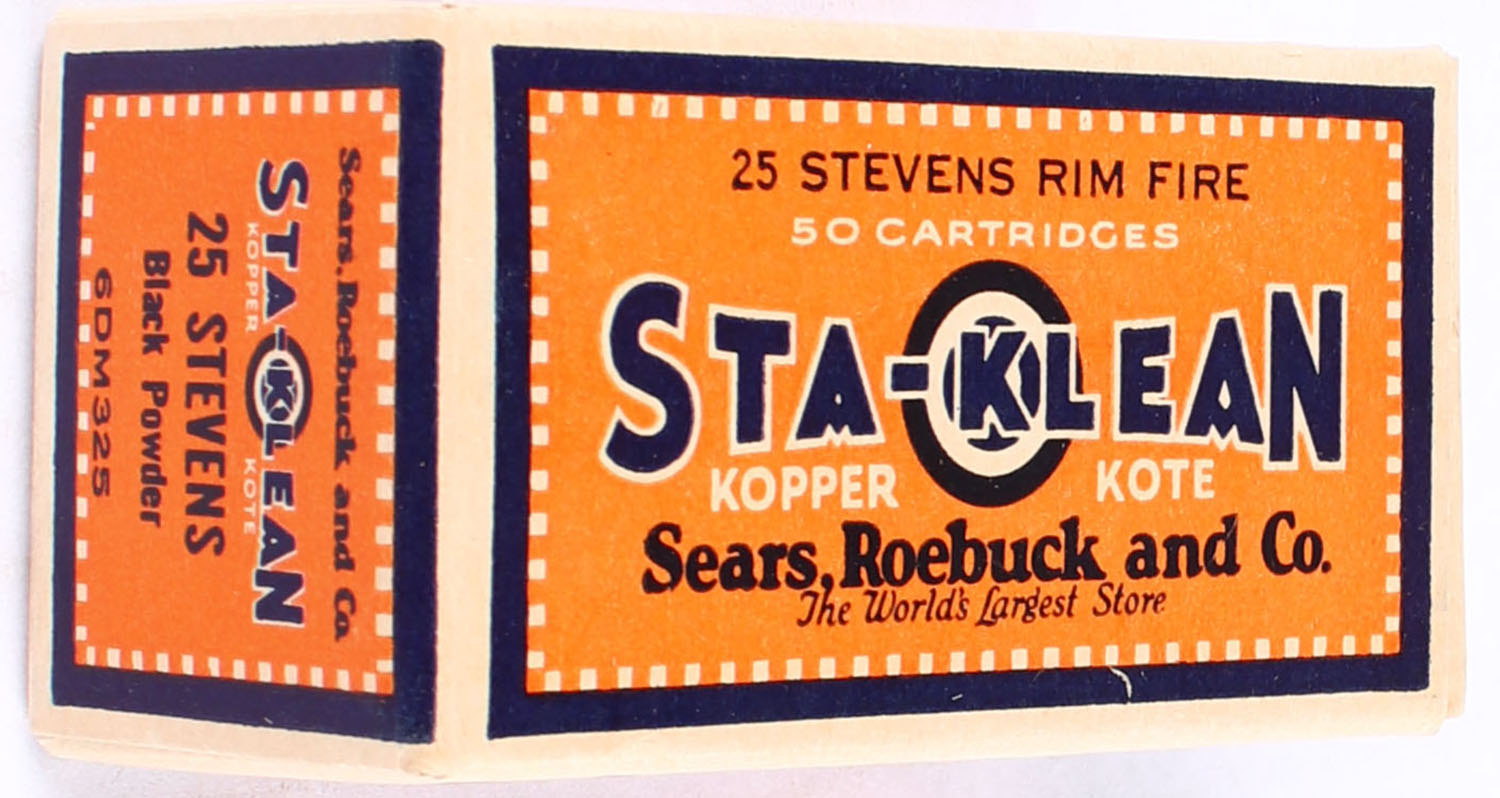 25 STEVENS RIM FIRE
50 CARTRIDGES
STA-KLEAN
KOPPER KOTE
Sears, Roebuck and Co.
The World's Largest Store
Sears, Roebuck and Co.
STA-KLEAN
KOPPER KOTE
25 STEVENS
Black Powder
6DM325